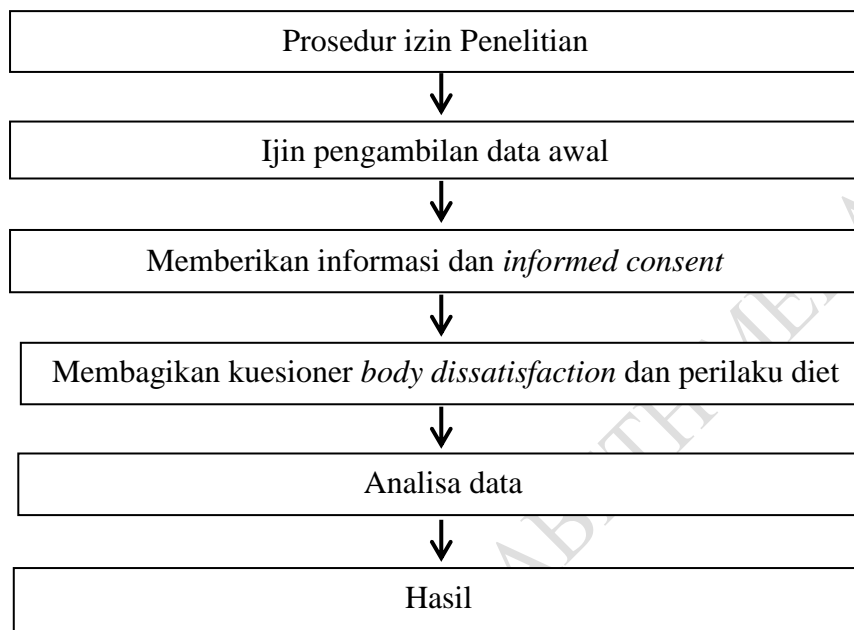 Prosedur izin Penelitian
Ijin pengambilan data awal
Memberikan informasi dan informed consent
Membagikan kuesioner body dissatisfaction dan perilaku diet
Analisa data
Hasil